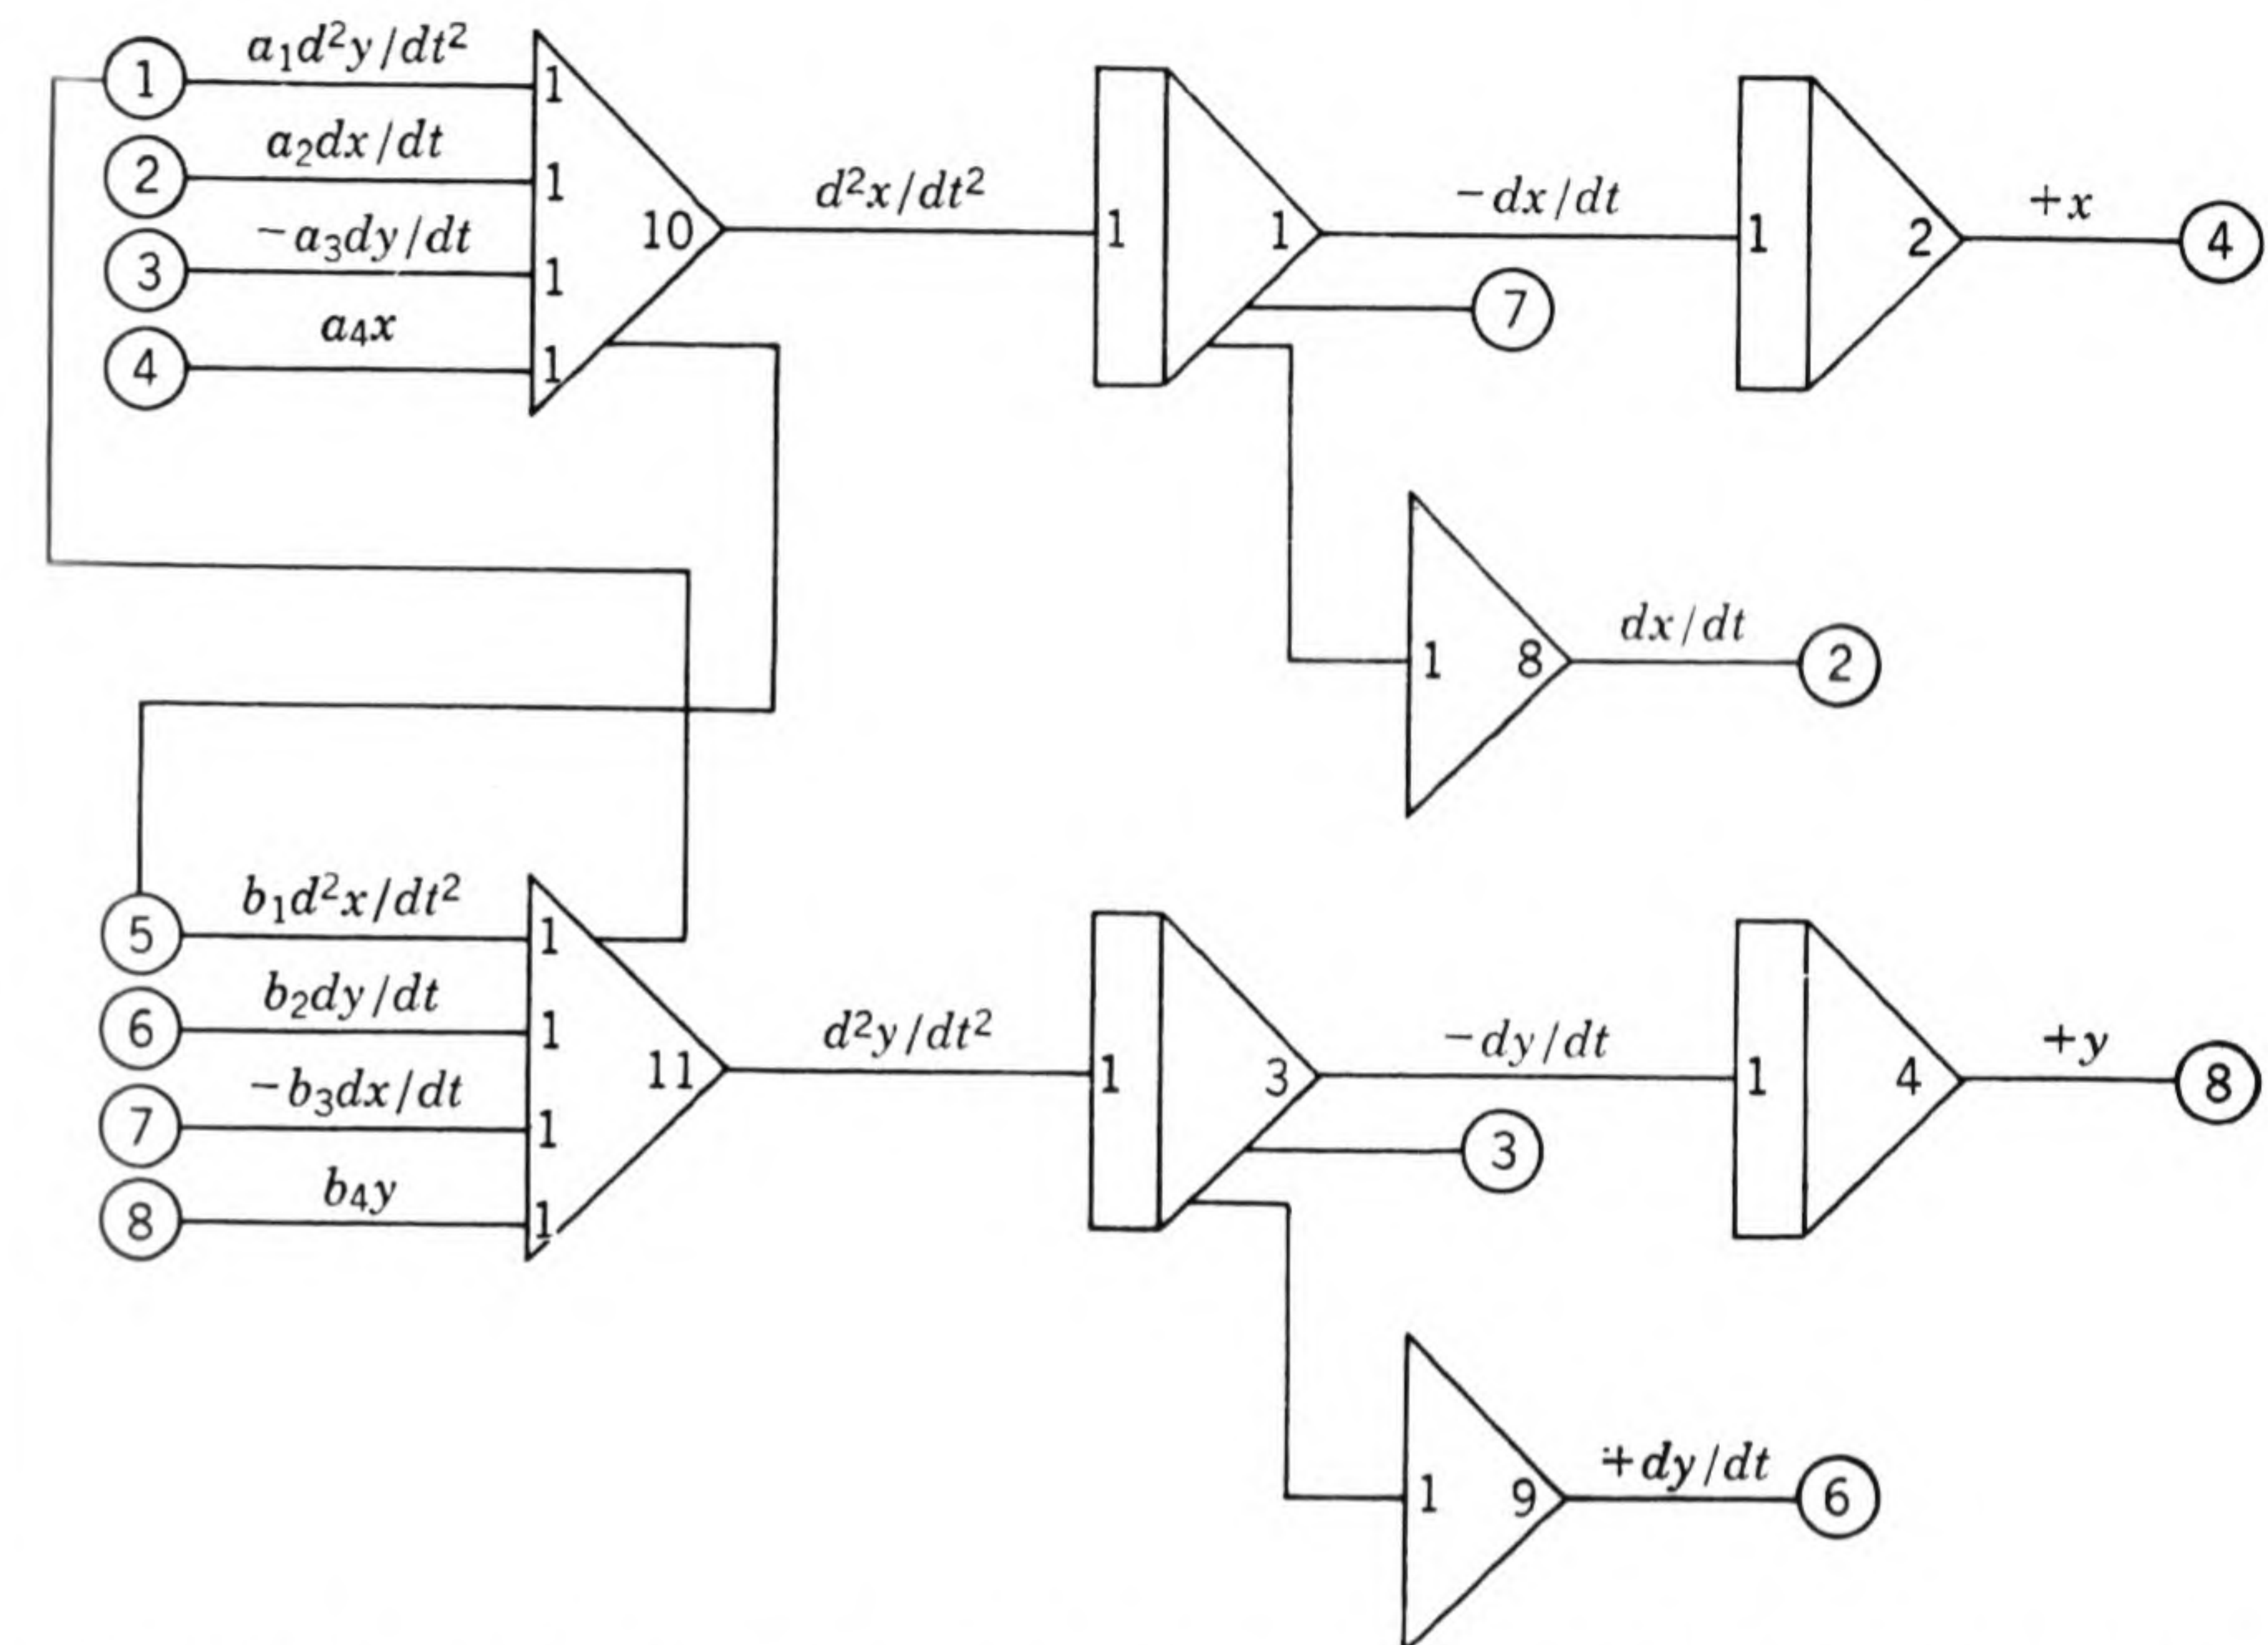 1 a₁d²y/dt² 1
2 a₂dx/dt 1
3 −a₃dy/dt 1
4 a₄x 1
10 d²x/dt² 1 1 −dx/dt 1 2 +x 4
7
1 8 dx/dt 2
5 b₁d²x/dt² 1
6 b₂dy/dt 1
7 −b₃dx/dt 1
8 b₄y 1
11 d²y/dt² 1 3 −dy/dt 1 4 +y 8
3
1 9 +dy/dt 6